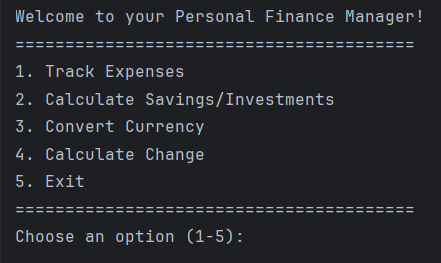 Welcome to your Personal Finance Manager!
========================================
1. Track Expenses
2. Calculate Savings/Investments
3. Convert Currency
4. Calculate Change
5. Exit
========================================
Choose an option (1-5):